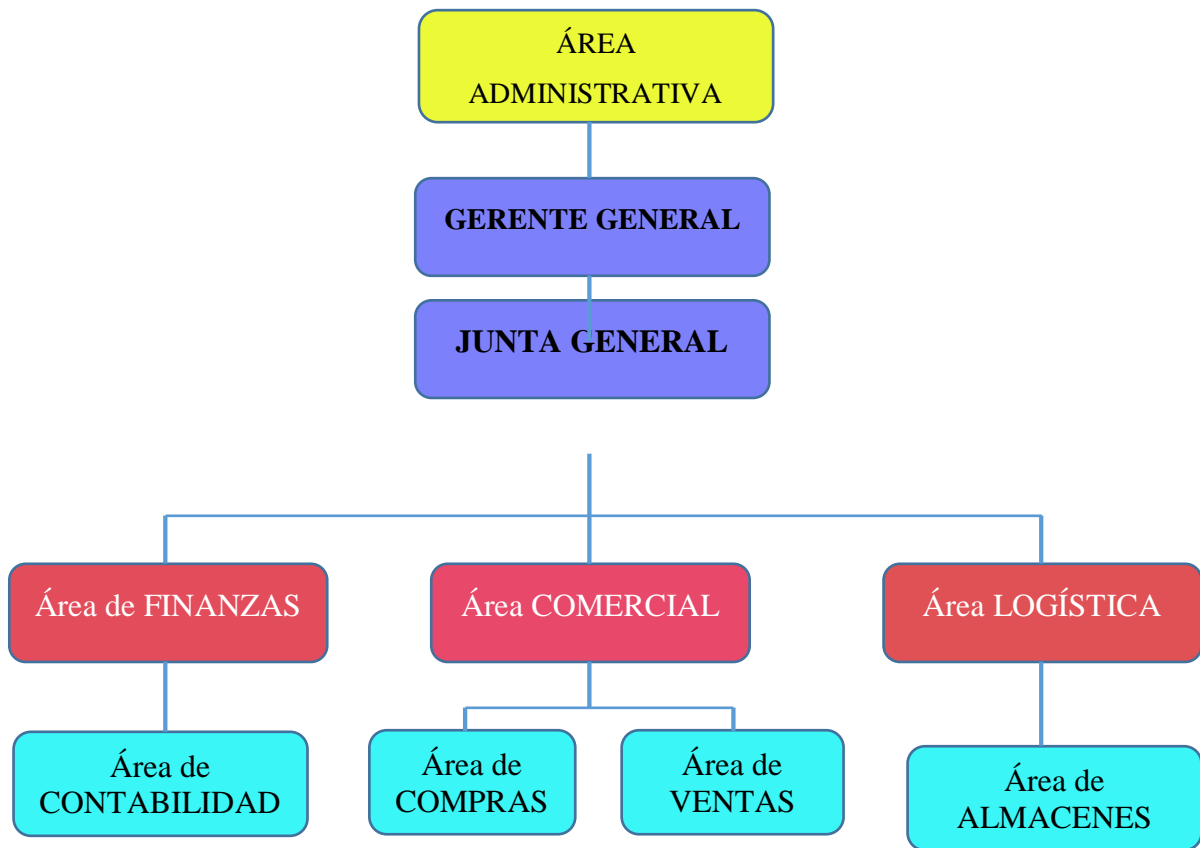 ÁREA
ADMINISTRATIVA
GERENTE GENERAL
JUNTA GENERAL
Área de FINANZAS
Área COMERCIAL
Área LOGÍSTICA
Área de
CONTABILIDAD
Área de
COMPRAS
Área de
VENTAS
Área de
ALMACENES